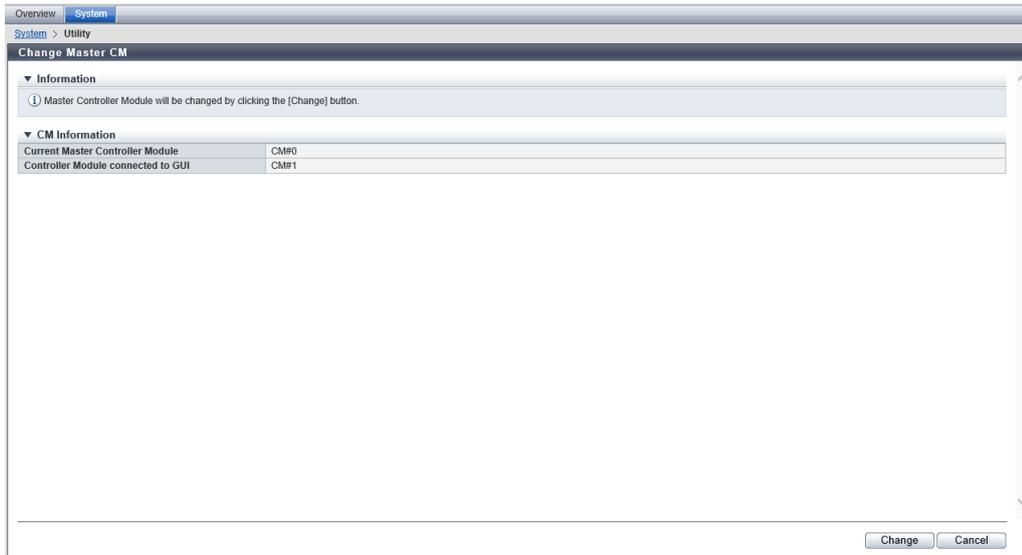 Overview System
System > Utility
Change Master CM
Information
Master Controller Module will be changed by clicking the [Change] button.
CM Information
Current Master Controller Module CM#0
Controller Module connected to GUI CM#1
Change Cancel